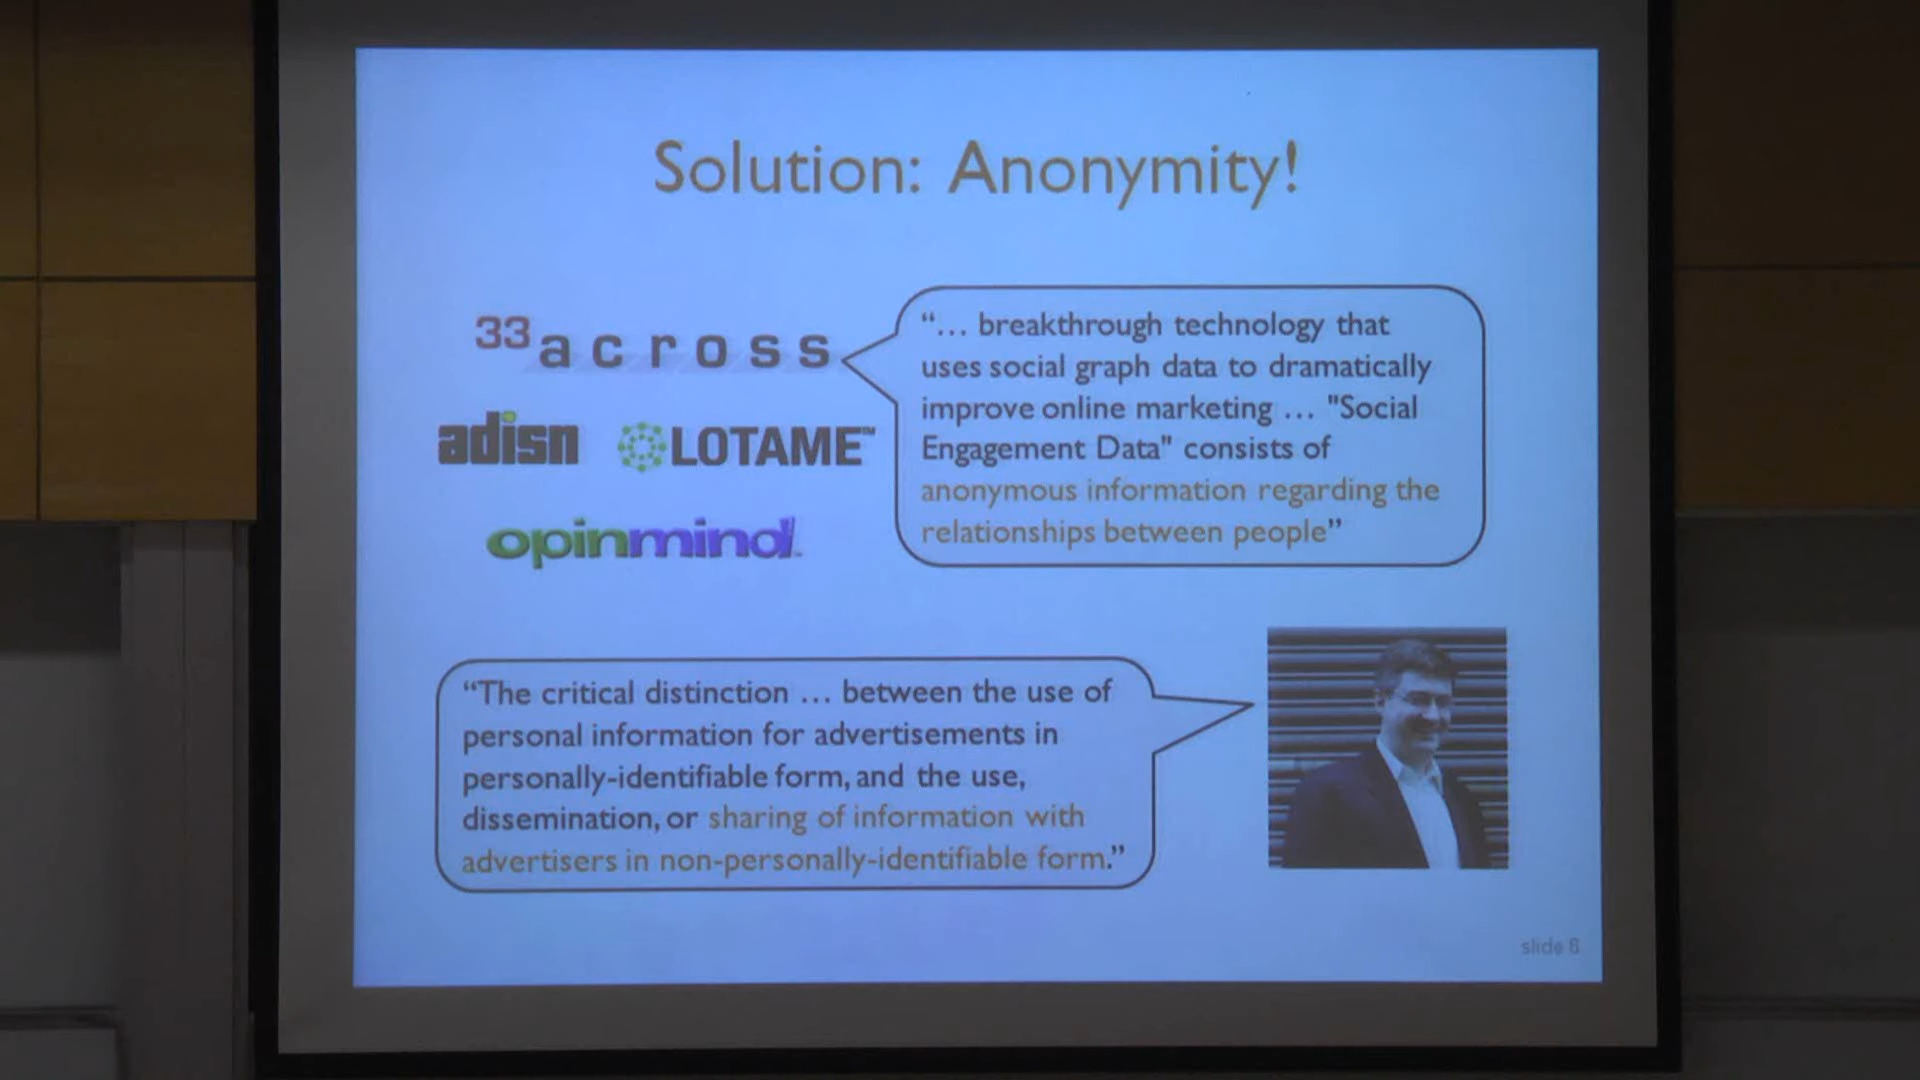 Solution: Anonymity!
33across
adisn LOTAME™
opinmind
“... breakthrough technology that
uses social graph data to dramatically
improve online marketing ... "Social
Engagement Data" consists of
anonymous information regarding the
relationships between people”
“The critical distinction ... between the use of
personal information for advertisements in
personally-identifiable form, and the use,
dissemination, or sharing of information with
advertisers in non-personally-identifiable form.”
slide 8